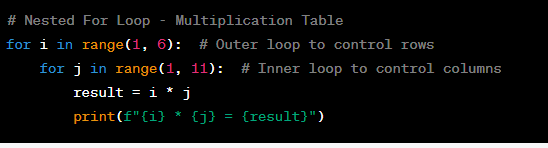 # Nested For Loop - Multiplication Table
for i in range(1, 6):  # Outer loop to control rows
    for j in range(1, 11):  # Inner loop to control columns
        result = i * j
        print(f"{i} * {j} = {result}")